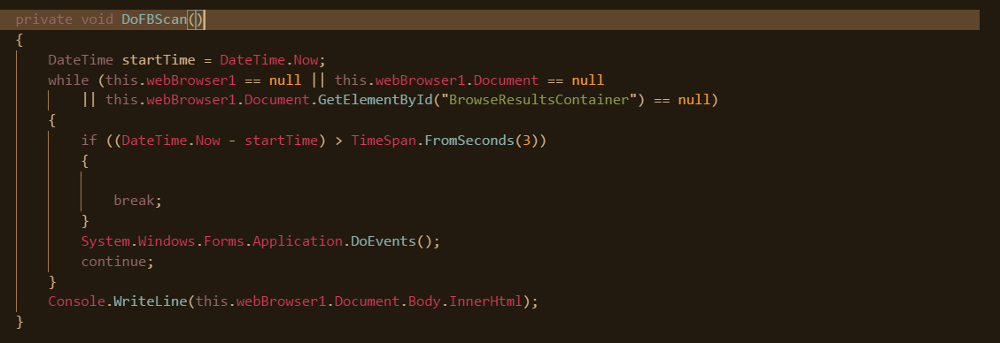 private void DoFBScan()
{
    DateTime startTime = DateTime.Now;
    while (this.webBrowser1 == null || this.webBrowser1.Document == null
        || this.webBrowser1.Document.GetElementById("BrowseResultsContainer") == null)
    {
        if ((DateTime.Now - startTime) > TimeSpan.FromSeconds(3))
        {
            break;
        }
        System.Windows.Forms.Application.DoEvents();
        continue;
    }
    Console.WriteLine(this.webBrowser1.Document.Body.InnerHtml);
}